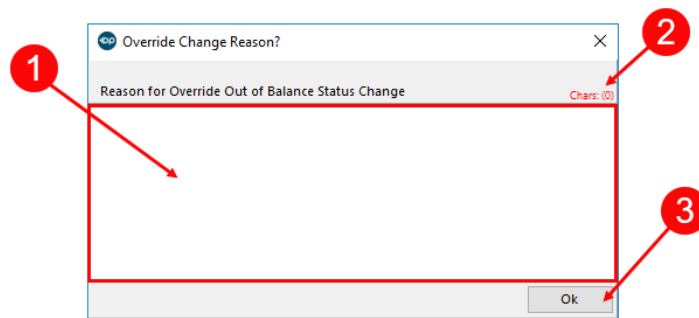 Override Change Reason?
2
1
Reason for Override Out of Balance Status Change
Chars: (0)
3
Ok